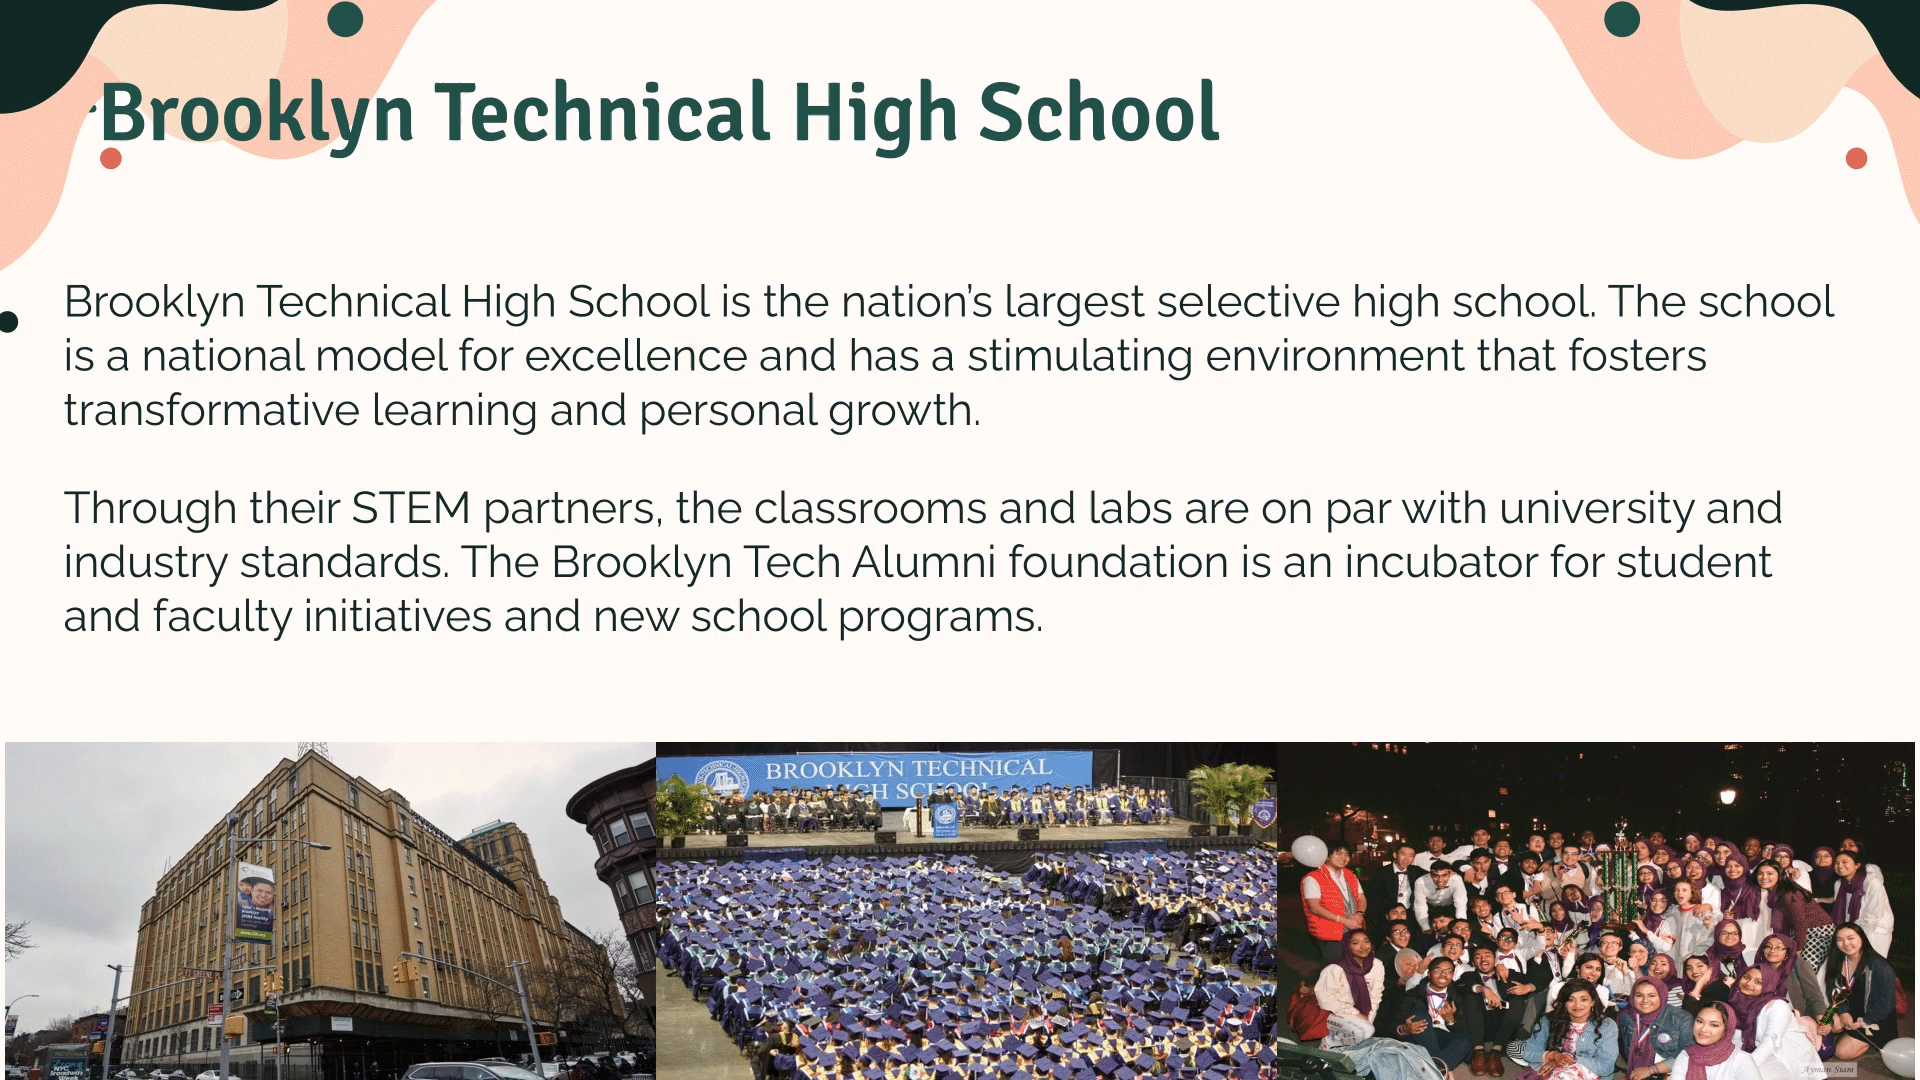 Brooklyn Technical High School
Brooklyn Technical High School is the nation’s largest selective high school. The school
is a national model for excellence and has a stimulating environment that fosters
transformative learning and personal growth.
Through their STEM partners, the classrooms and labs are on par with university and
industry standards. The Brooklyn Tech Alumni foundation is an incubator for student
and faculty initiatives and new school programs.
BROOKLYN TECHNICAL
HIGH SCHOOL
Ayman Siam